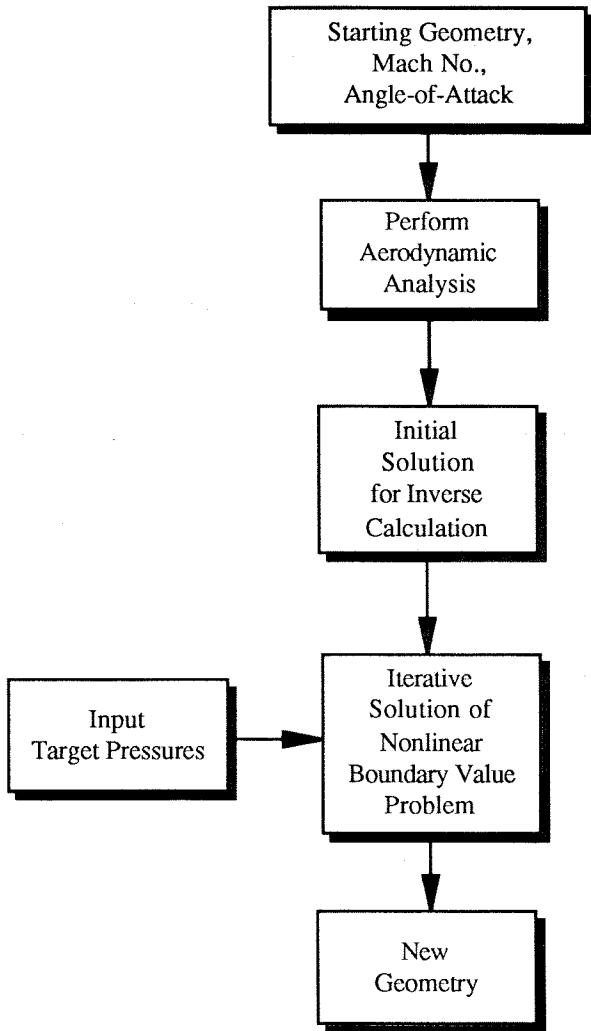 Starting Geometry,
Mach No.,
Angle-of-Attack
Perform
Aerodynamic
Analysis
Initial
Solution
for Inverse
Calculation
Input
Target Pressures
Iterative
Solution of
Nonlinear
Boundary Value
Problem
New
Geometry